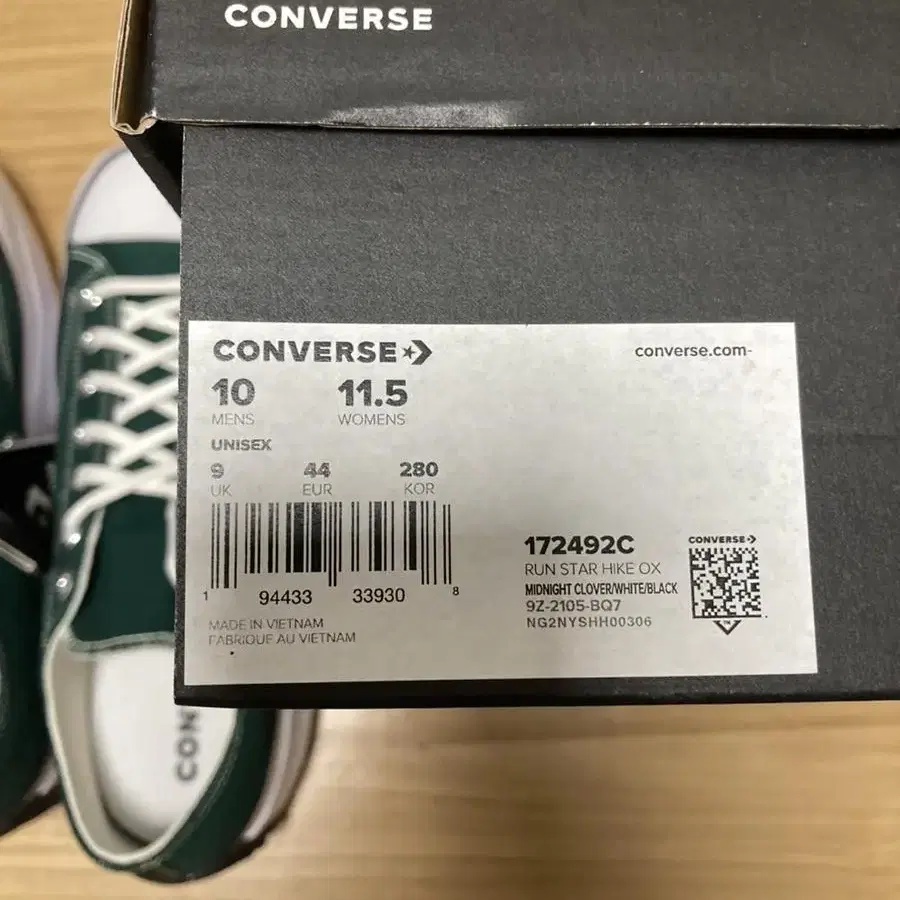 CONVERSE
CONVERSE
converse.com
10 11.5
MENS WOMENS
UNISEX
9 44 280
UK EUR KOR
1 94433 33930 8
MADE IN VIETNAM
FABRIQUE AU VIETNAM
172492C
RUN STAR HIKE OX
MIDNIGHT CLOVER/WHITE/BLACK
9Z-2105-BQ7
NG2NYSHH00306
CONVERSE
CON